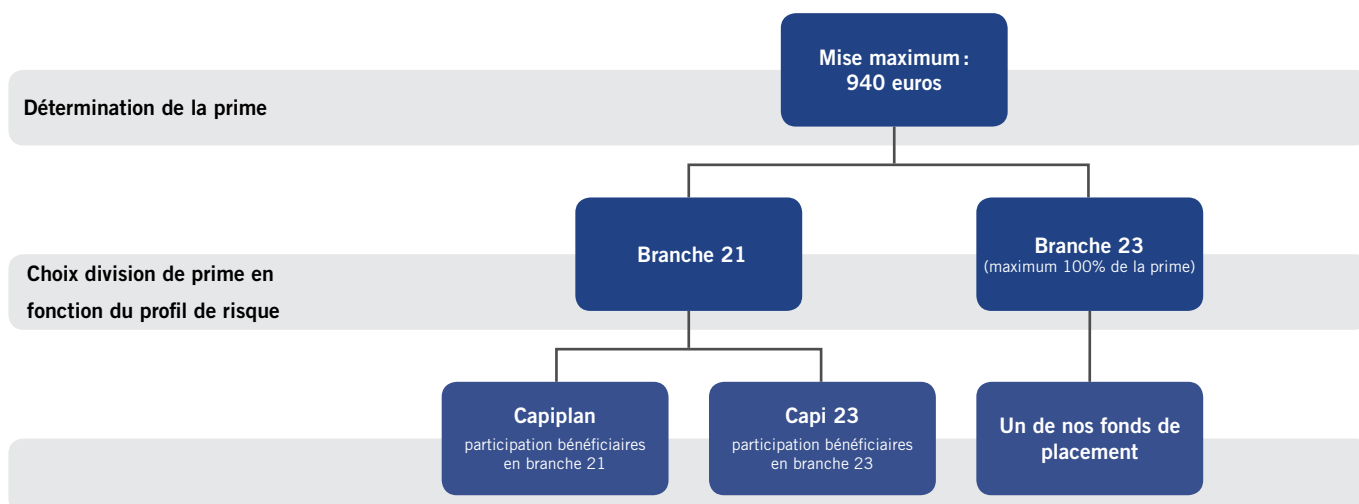 Mise maximum :
940 euros
Détermination de la prime
Branche 21
Branche 23
(maximum 100% de la prime)
Choix division de prime en
fonction du profil de risque
Capiplan
participation bénéficiaires
en branche 21
Capi 23
participation bénéficiaires
en branche 23
Un de nos fonds de
placement